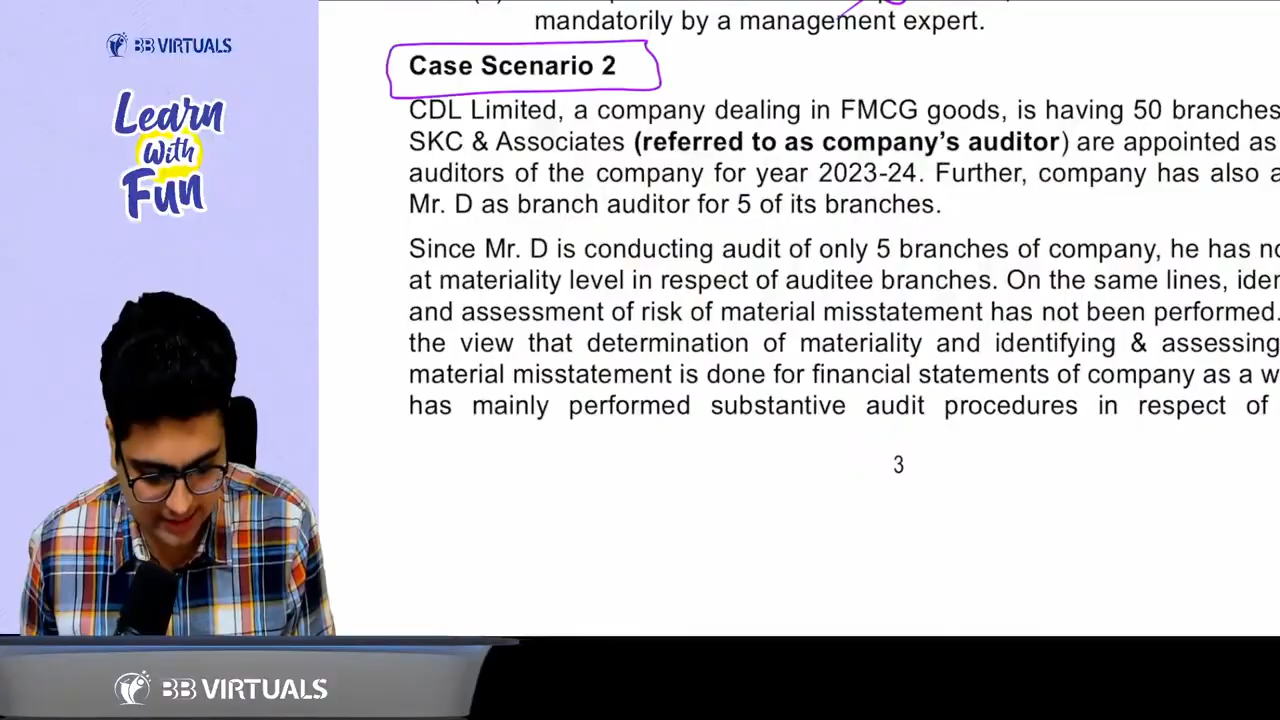 mandatorily by a management expert.
BB VIRTUALS
Learn
With
Fun
Case Scenario 2
CDL Limited, a company dealing in FMCG goods, is having 50 branches
SKC & Associates (referred to as company's auditor) are appointed as
auditors of the company for year 2023-24. Further, company has also a
Mr. D as branch auditor for 5 of its branches.
Since Mr. D is conducting audit of only 5 branches of company, he has no
at materiality level in respect of auditee branches. On the same lines, iden
and assessment of risk of material misstatement has not been performed.
the view that determination of materiality and identifying & assessing
material misstatement is done for financial statements of company as a w
has mainly performed substantive audit procedures in respect of
3
BB VIRTUALS